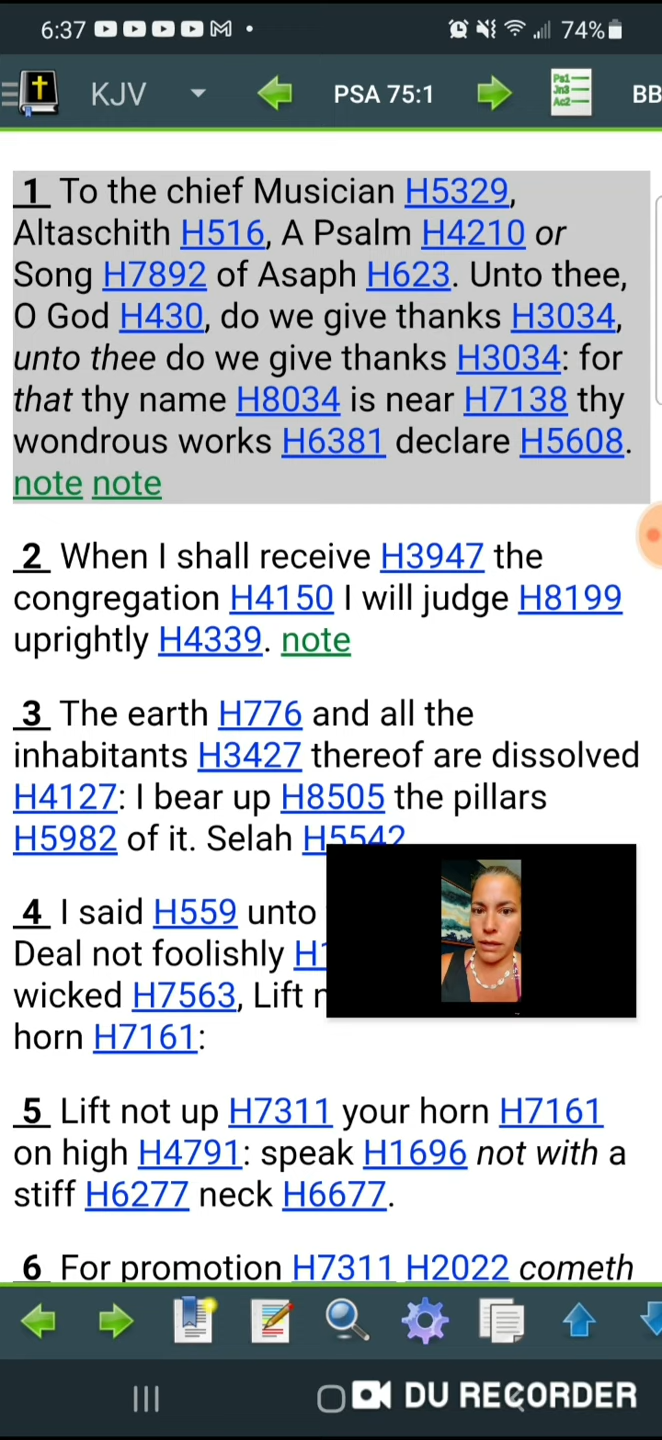 6:37 74%
KJV PSA 75:1 Ps1 Jn3 Ac2 BB
1 To the chief Musician H5329,
Altaschith H516, A Psalm H4210 or
Song H7892 of Asaph H623. Unto thee,
O God H430, do we give thanks H3034,
unto thee do we give thanks H3034: for
that thy name H8034 is near H7138 thy
wondrous works H6381 declare H5608.
note note
2 When I shall receive H3947 the
congregation H4150 I will judge H8199
uprightly H4339. note
3 The earth H776 and all the
inhabitants H3427 thereof are dissolved
H4127: I bear up H8505 the pillars
H5982 of it. Selah H5542
4 I said H559 unto
Deal not foolishly
wicked H7563, Lift
horn H7161:
5 Lift not up H7311 your horn H7161
on high H4791: speak H1696 not with a
stiff H6277 neck H6677.
6 For promotion H7311 H2022 cometh
DU RECORDER